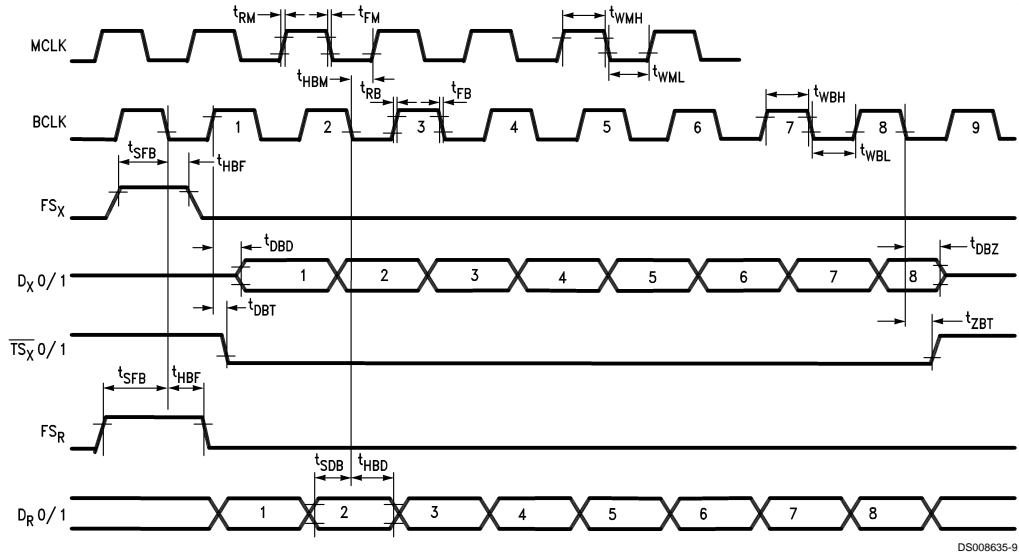 tRM tFM tWMH
MCLK
tHBM tWML
tRB tFB tWBH
BCLK 1 2 3 4 5 6 7 8 9
tSFB tHBF tWBL
FSX
tDBD tDBZ
DX 0/1 1 2 3 4 5 6 7 8
tDBT tZBT
TSX 0/1
tSFB tHBF
FSR
tSDB tHBD
DR 0/1 1 2 3 4 5 6 7 8
DS008635-9